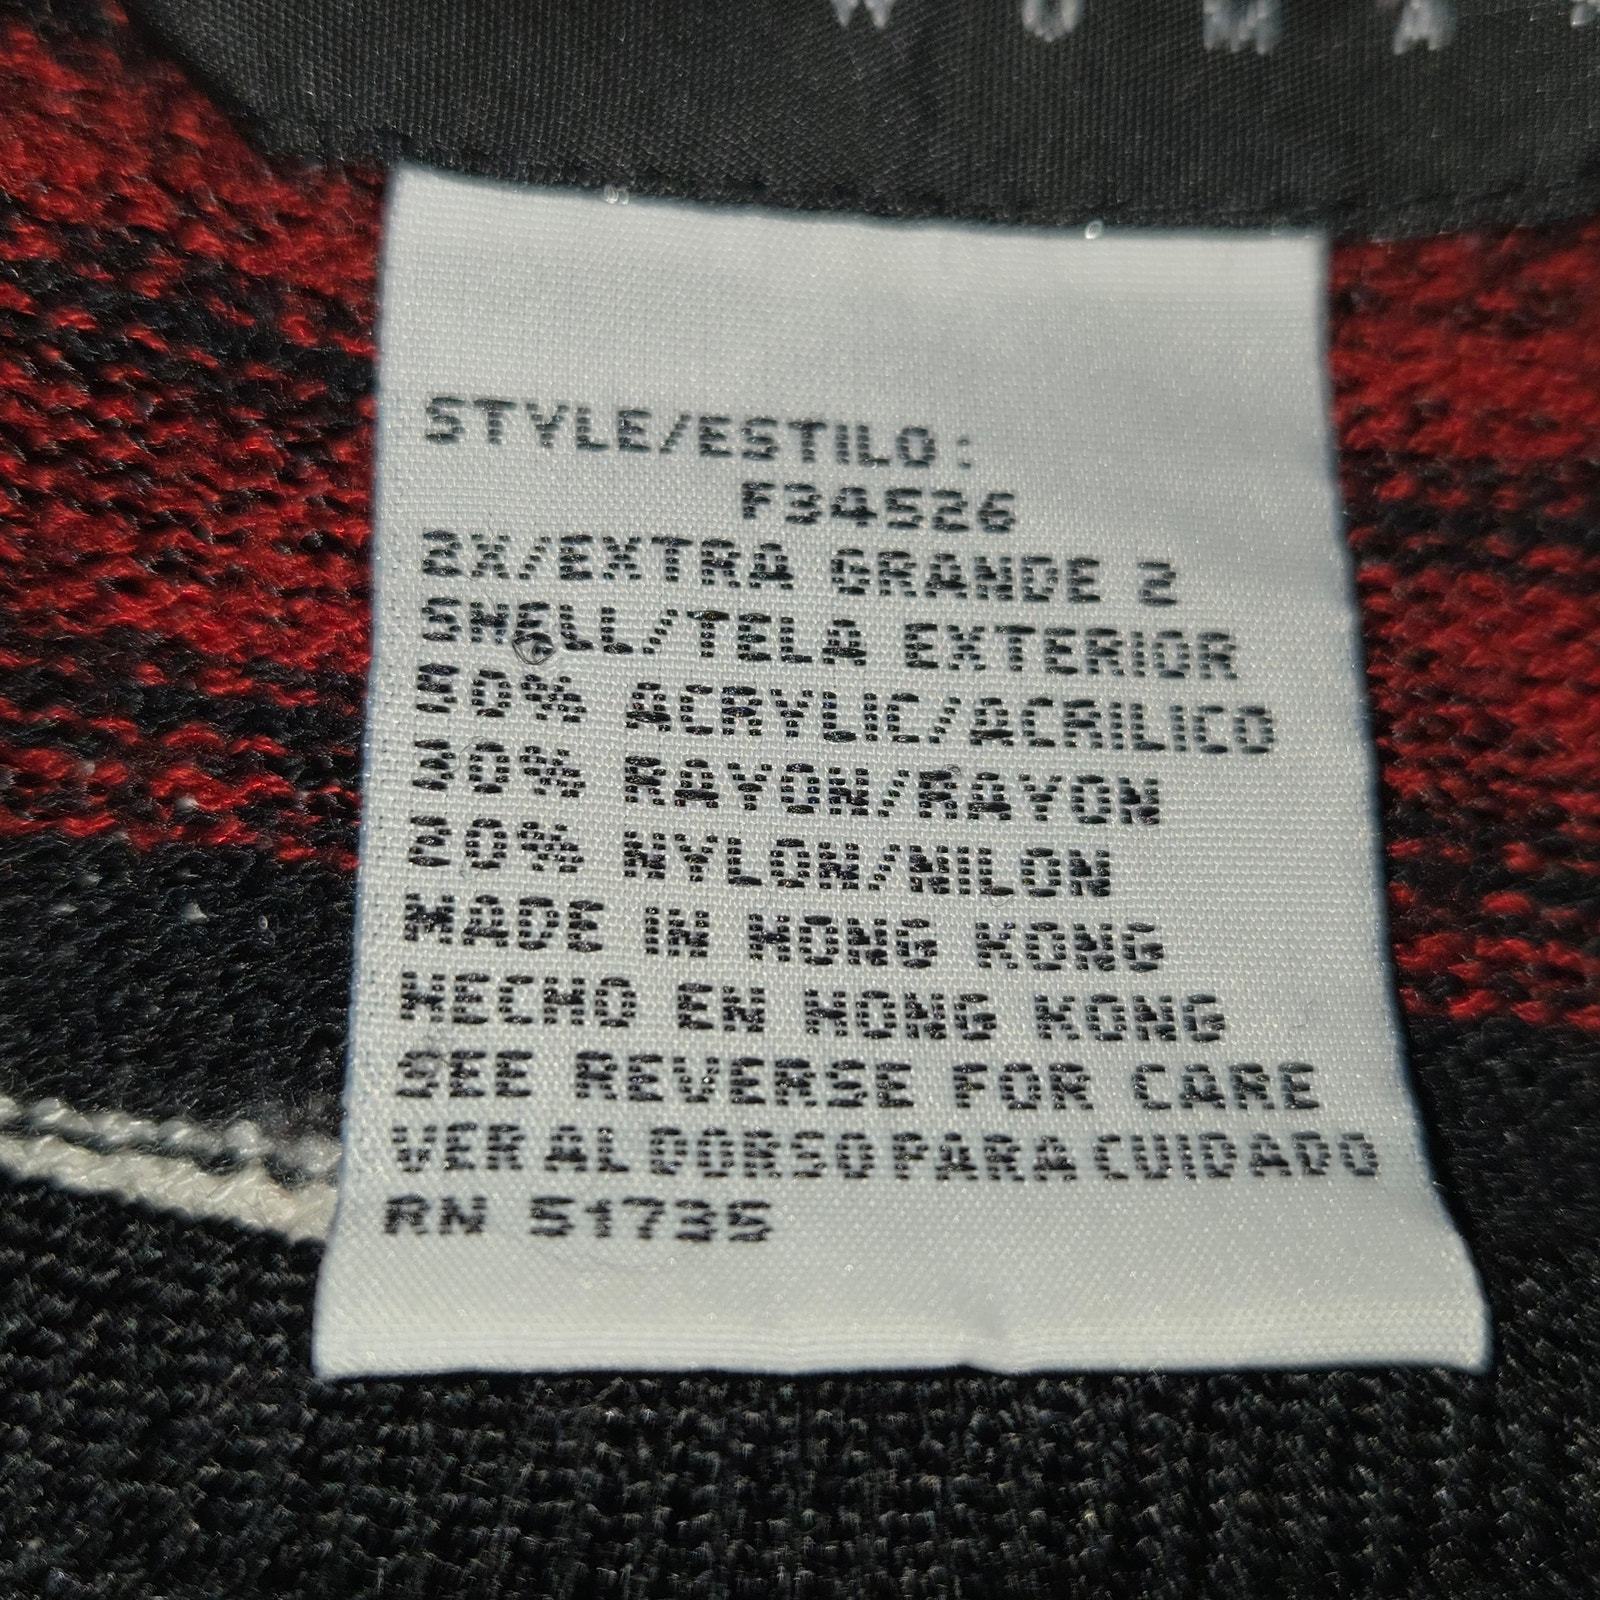 WOMA
STYLE/ESTILO:
F34526
2X/EXTRA GRANDE 2
SHELL/TELA EXTERIOR
50% ACRYLIC/ACRILICO
30% RAYON/RAYON
20% NYLON/NILON
MADE IN HONG KONG
HECHO EN HONG KONG
SEE REVERSE FOR CARE
VER AL DORSO PARA CUIDADO
RN 51735